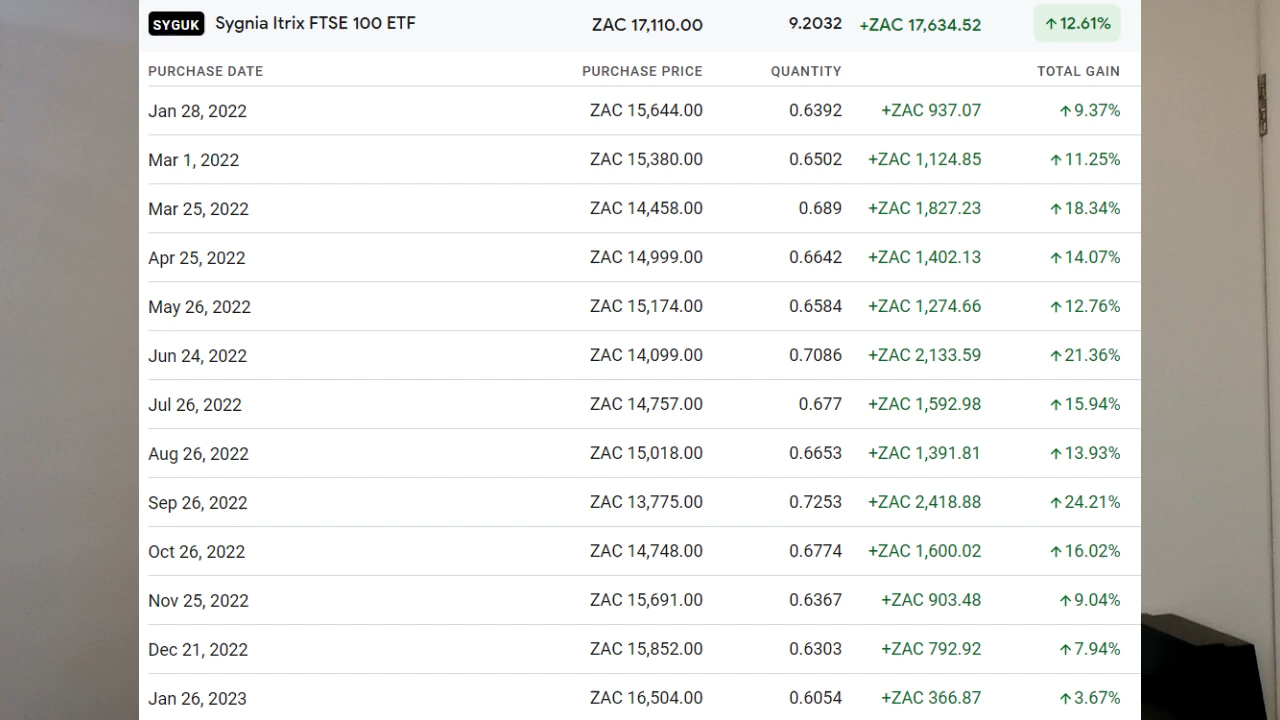 SYGUK Sygnia Itrix FTSE 100 ETF ZAC 17,110.00 9.2032 +ZAC 17,634.52 ↑12.61%
PURCHASE DATE PURCHASE PRICE QUANTITY TOTAL GAIN
Jan 28, 2022 ZAC 15,644.00 0.6392 +ZAC 937.07 ↑9.37%
Mar 1, 2022 ZAC 15,380.00 0.6502 +ZAC 1,124.85 ↑11.25%
Mar 25, 2022 ZAC 14,458.00 0.689 +ZAC 1,827.23 ↑18.34%
Apr 25, 2022 ZAC 14,999.00 0.6642 +ZAC 1,402.13 ↑14.07%
May 26, 2022 ZAC 15,174.00 0.6584 +ZAC 1,274.66 ↑12.76%
Jun 24, 2022 ZAC 14,099.00 0.7086 +ZAC 2,133.59 ↑21.36%
Jul 26, 2022 ZAC 14,757.00 0.677 +ZAC 1,592.98 ↑15.94%
Aug 26, 2022 ZAC 15,018.00 0.6653 +ZAC 1,391.81 ↑13.93%
Sep 26, 2022 ZAC 13,775.00 0.7253 +ZAC 2,418.88 ↑24.21%
Oct 26, 2022 ZAC 14,748.00 0.6774 +ZAC 1,600.02 ↑16.02%
Nov 25, 2022 ZAC 15,691.00 0.6367 +ZAC 903.48 ↑9.04%
Dec 21, 2022 ZAC 15,852.00 0.6303 +ZAC 792.92 ↑7.94%
Jan 26, 2023 ZAC 16,504.00 0.6054 +ZAC 366.87 ↑3.67%